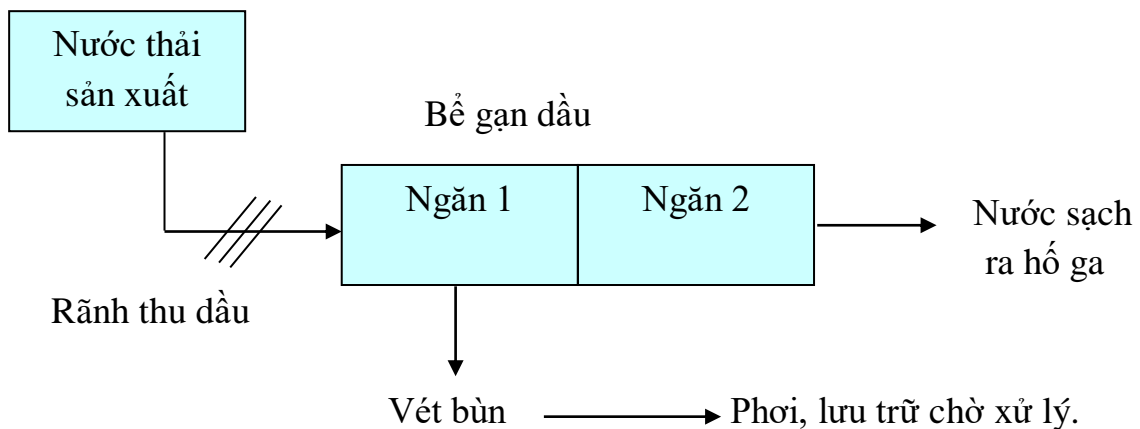 Nước thải
sản xuất
Bể gạn dầu
Ngăn 1
Ngăn 2
Nước sạch
ra hố ga
Rãnh thu dầu
Vét bùn
Phơi, lưu trữ chờ xử lý.